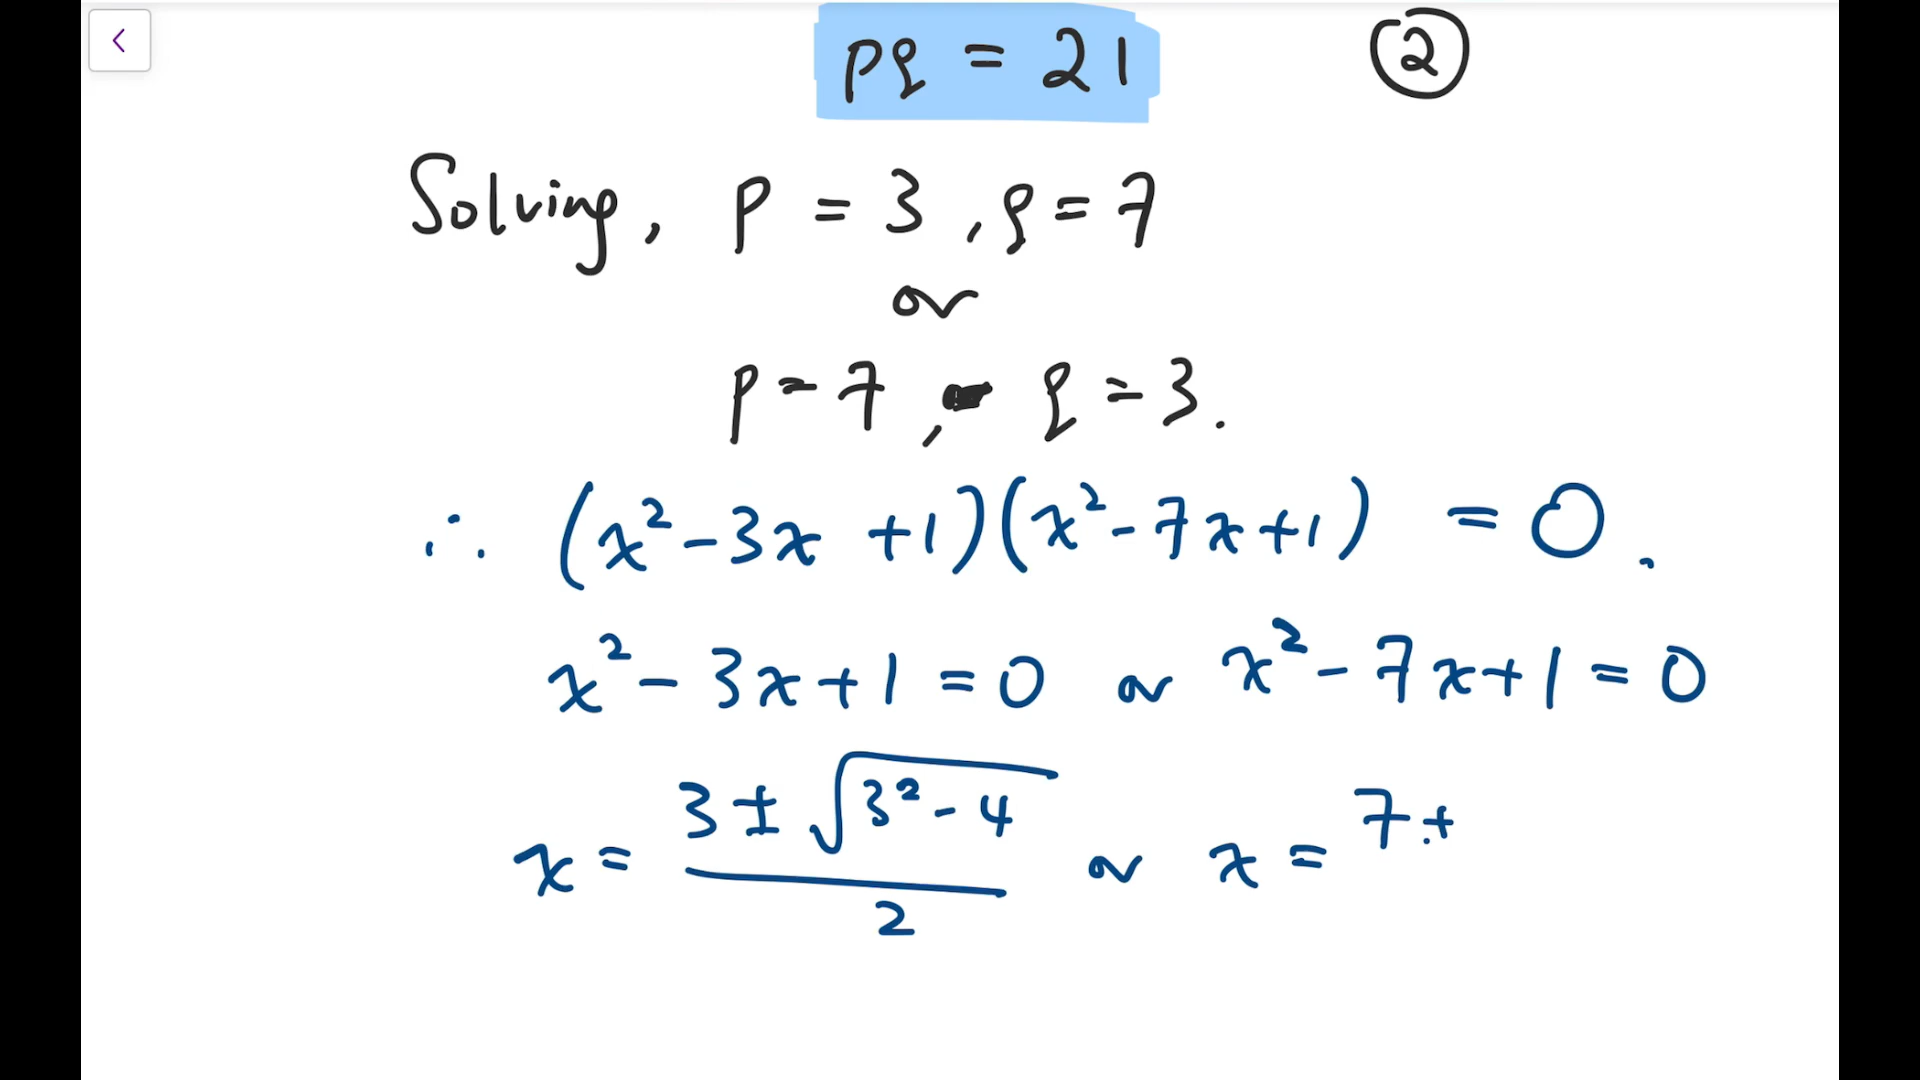 pq = 21 ②
Solving, p = 3, q = 7
or
p = 7, q = 3.
∴ (x² - 3x + 1)(x² - 7x + 1) = 0.
x² - 3x + 1 = 0 or x² - 7x + 1 = 0
x = (3 ± √(3² - 4))/2 or x = 7 +